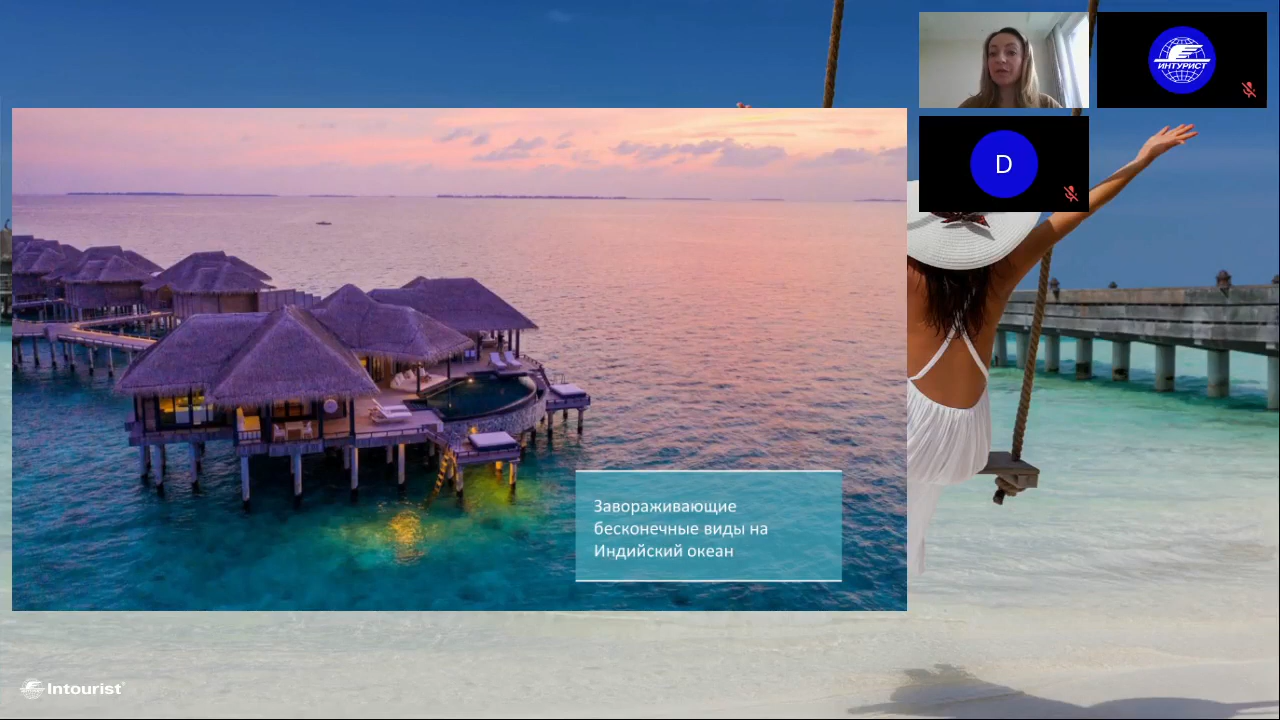 ИНТУРИСТ
D
Завораживающие
бесконечные виды на
Индийский океан
Intourist